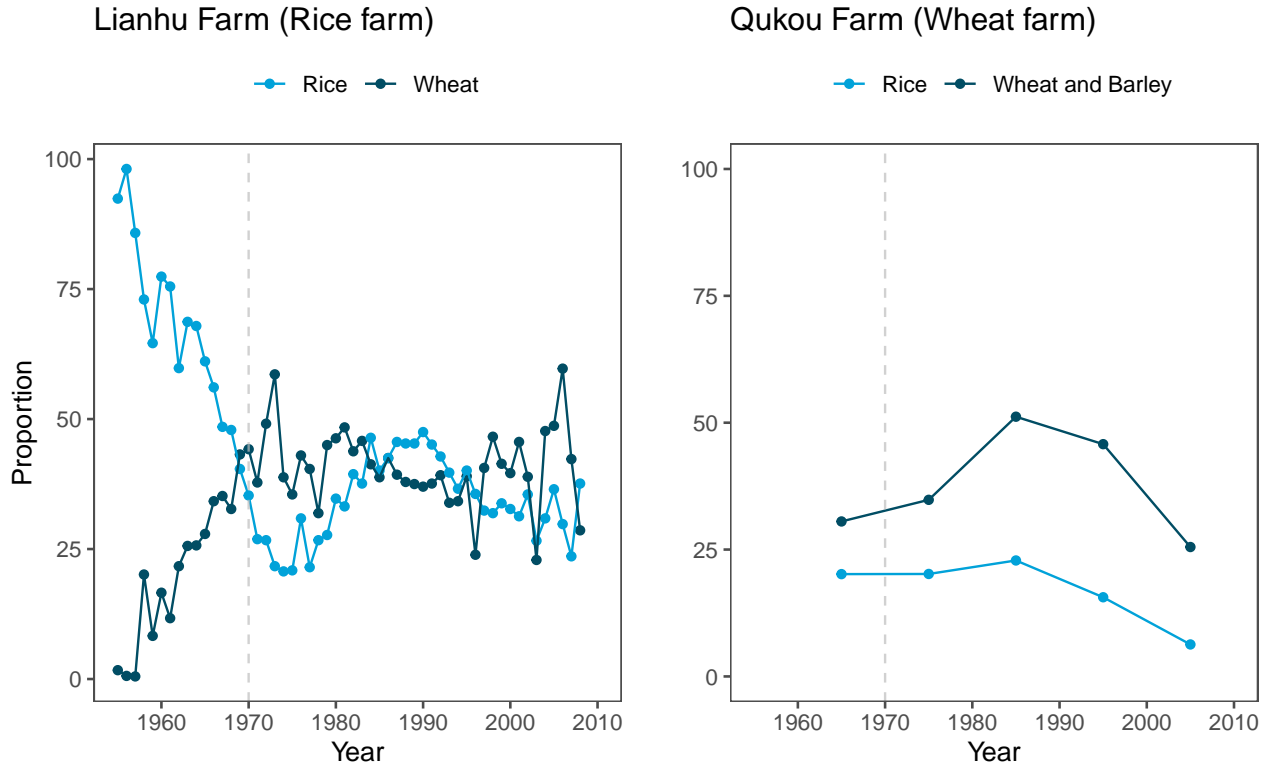 Lianhu Farm (Rice farm)
Rice Wheat
Proportion
100
75
50
25
0
1960 1970 1980 1990 2000 2010
Year
Qukou Farm (Wheat farm)
Rice Wheat and Barley
100
75
50
25
0
1960 1970 1980 1990 2000 2010
Year